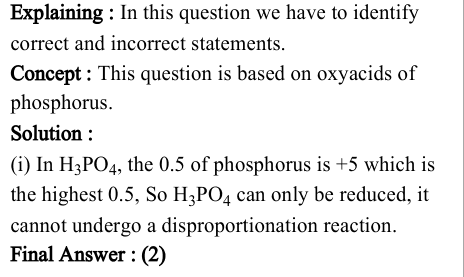 Explaining : In this question we have to identify
correct and incorrect statements.
Concept : This question is based on oxyacids of
phosphorus.
Solution :
(i) In H₃PO₄, the 0.5 of phosphorus is +5 which is
the highest 0.5, So H₃PO₄ can only be reduced, it
cannot undergo a disproportionation reaction.
Final Answer : (2)